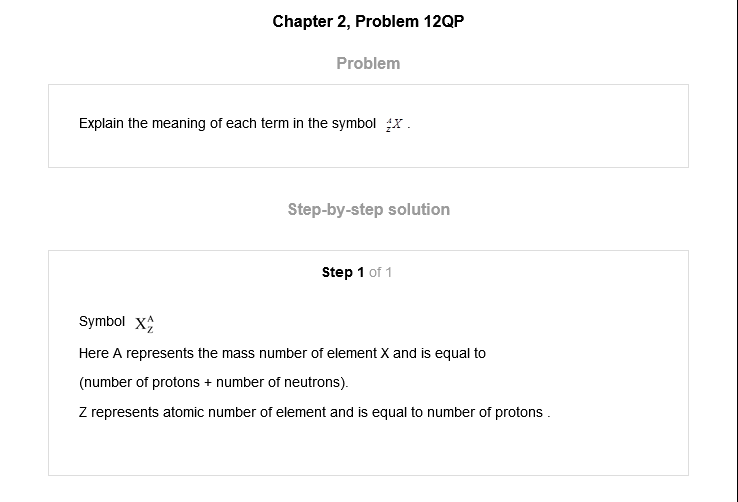 Chapter 2, Problem 12QP
Problem
Explain the meaning of each term in the symbol ᴬ_Z X .
Step-by-step solution
Step 1 of 1
Symbol X ᴬ_Z
Here A represents the mass number of element X and is equal to
(number of protons + number of neutrons).
Z represents atomic number of element and is equal to number of protons .